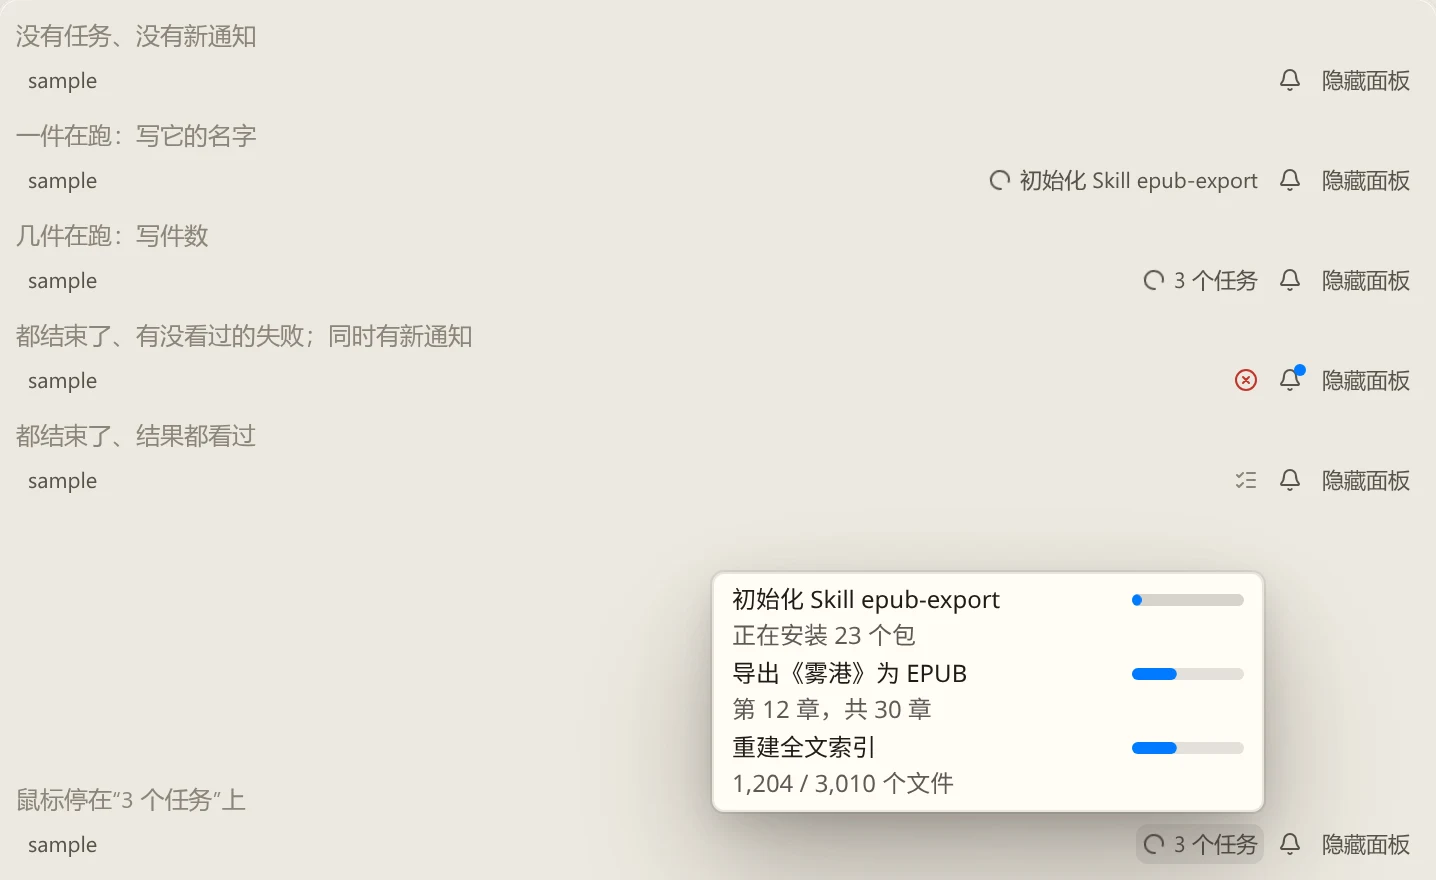 没有任务、没有新通知
sample 隐藏面板
一件在跑：写它的名字
sample 初始化 Skill epub-export 隐藏面板
几件在跑：写件数
sample 3 个任务 隐藏面板
都结束了、有没看过的失败；同时有新通知
sample 隐藏面板
都结束了、结果都看过
sample 隐藏面板
初始化 Skill epub-export
正在安装 23 个包
导出《雾港》为 EPUB
第 12 章，共 30 章
重建全文索引
1,204 / 3,010 个文件
鼠标停在“3 个任务”上
sample 3 个任务 隐藏面板